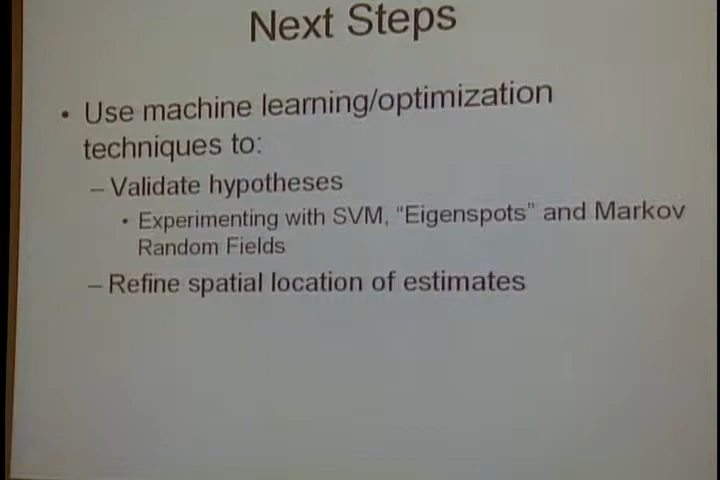 Next Steps
• Use machine learning/optimization
techniques to:
– Validate hypotheses
• Experimenting with SVM, “Eigenspots” and Markov
Random Fields
– Refine spatial location of estimates